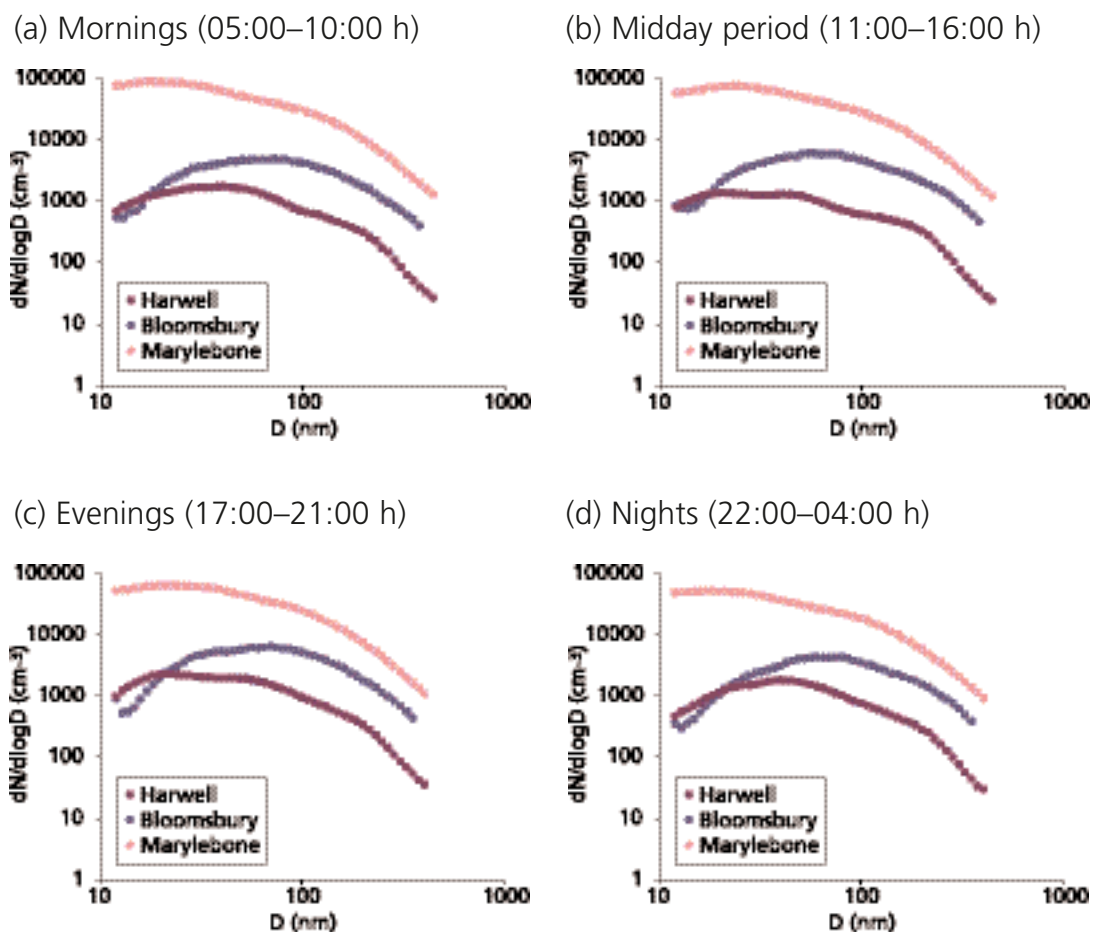 (a) Mornings (05:00–10:00 h)
100000
10000
1000
100
10
1
dN/dlogD (cm⁻³)
Harwell
Bloomsbury
Marylebone
10 100 1000
D (nm)
(b) Midday period (11:00–16:00 h)
100000
10000
1000
100
10
1
dN/dlogD (cm⁻³)
Harwell
Bloomsbury
Marylebone
10 100 1000
D (nm)
(c) Evenings (17:00–21:00 h)
100000
10000
1000
100
10
1
dN/dlogD (cm⁻³)
Harwell
Bloomsbury
Marylebone
10 100 1000
D (nm)
(d) Nights (22:00–04:00 h)
100000
10000
1000
100
10
1
dN/dlogD (cm⁻³)
Harwell
Bloomsbury
Marylebone
10 100 1000
D (nm)